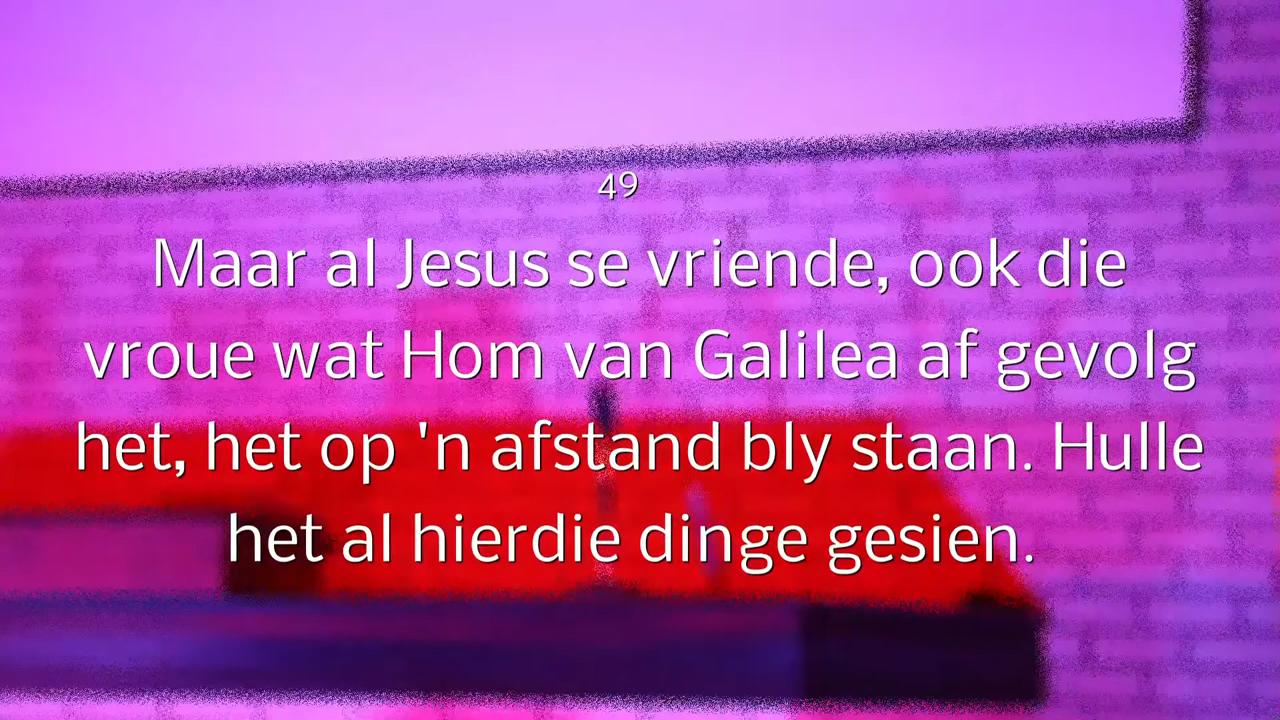 49
Maar al Jesus se vriende, ook die
vroue wat Hom van Galilea af gevolg
het, het op 'n afstand bly staan. Hulle
het al hierdie dinge gesien.